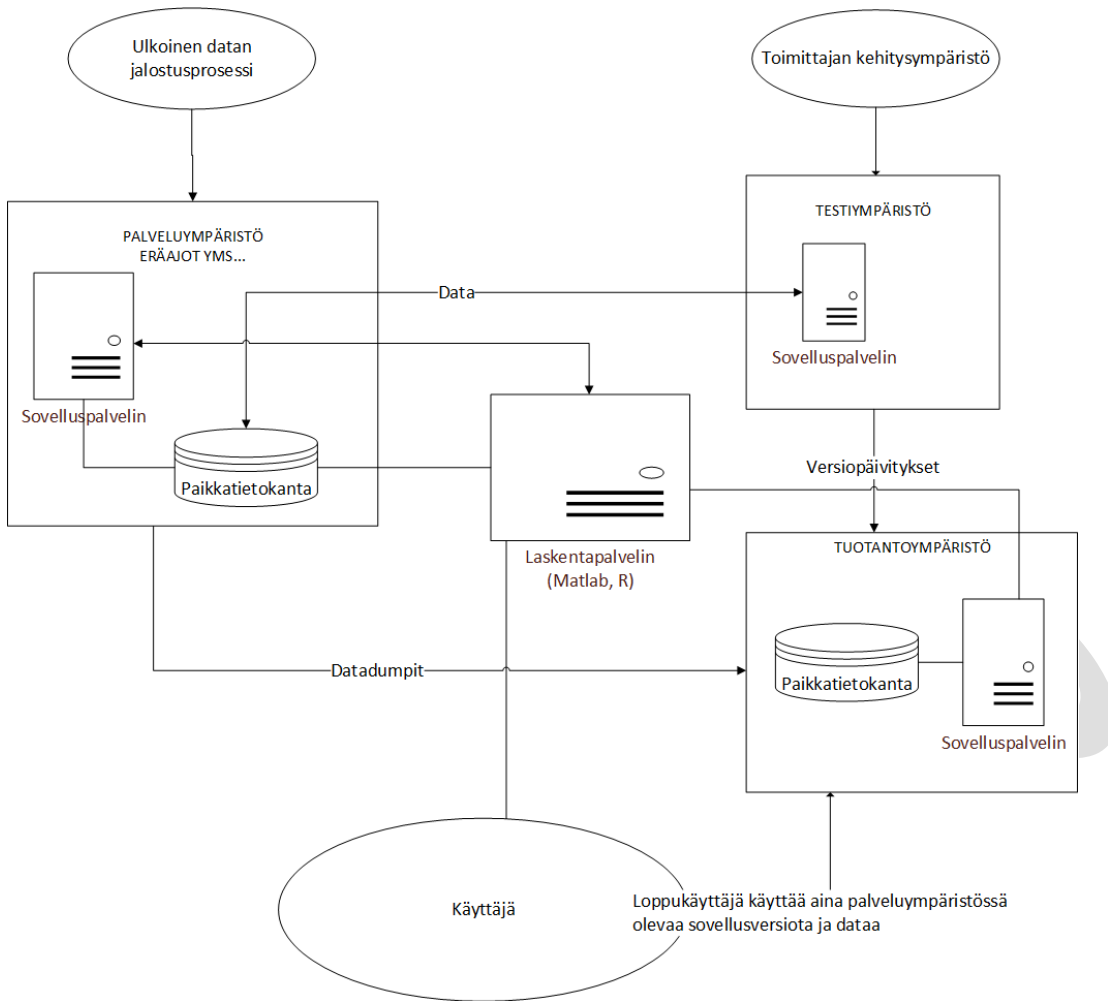 Ulkoinen datan
jalostusprosessi
Toimittajan kehitysympäristö
PALVELUYMPÄRISTÖ
ERÄAJOT YMS...
TESTIYMPÄRISTÖ
Data
Sovelluspalvelin
Sovelluspalvelin
Paikkatietokanta
Versiopäivitykset
Laskentapalvelin
(Matlab, R)
TUOTANTOYMPÄRISTÖ
Datadumpit
Paikkatietokanta
Sovelluspalvelin
Käyttäjä
Loppukäyttäjä käyttää aina palveluympäristössä
olevaa sovellusversiota ja dataa